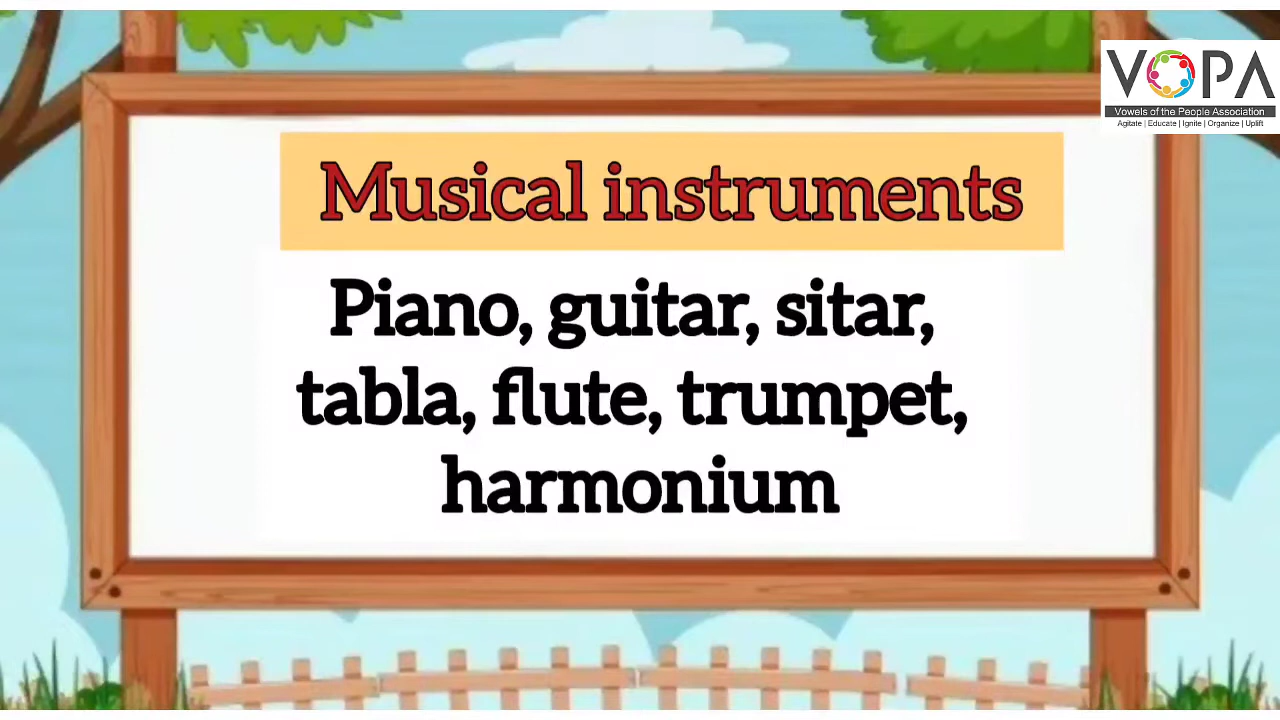 VOPA
Vowels of the People Association
Agitate | Educate | Ignite | Organize | Uplift
Musical instruments
Piano, guitar, sitar,
tabla, flute, trumpet,
harmonium